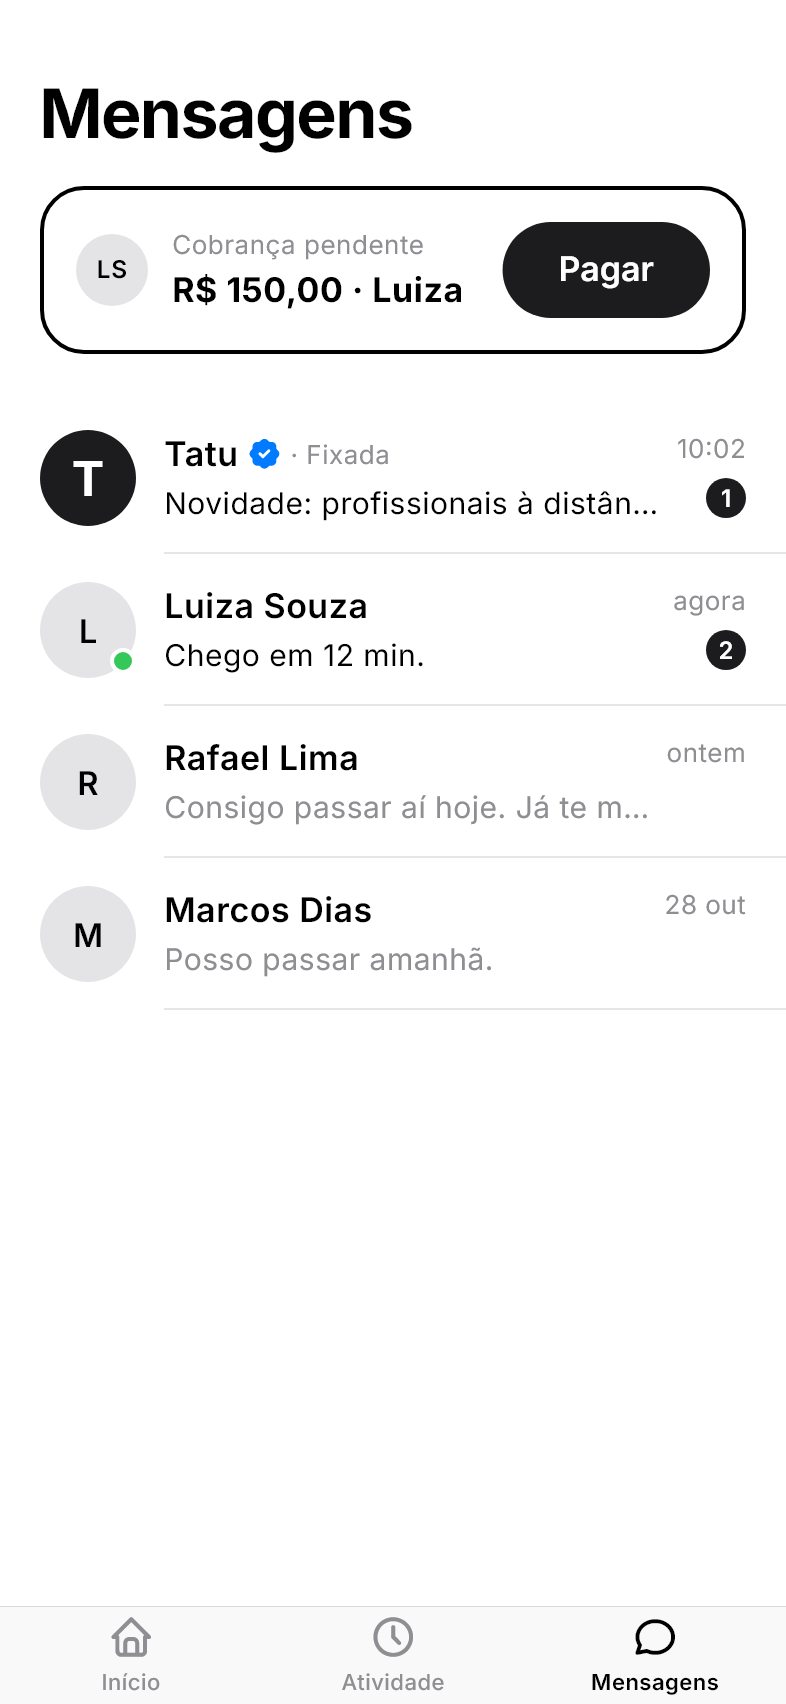 Mensagens
LS
Cobrança pendente
R$ 150,00 · Luiza
Pagar
T
Tatu · Fixada
10:02
Novidade: profissionais à distân...
1
L
Luiza Souza
agora
Chego em 12 min.
2
R
Rafael Lima
ontem
Consigo passar aí hoje. Já te m...
M
Marcos Dias
28 out
Posso passar amanhã.
Início
Atividade
Mensagens